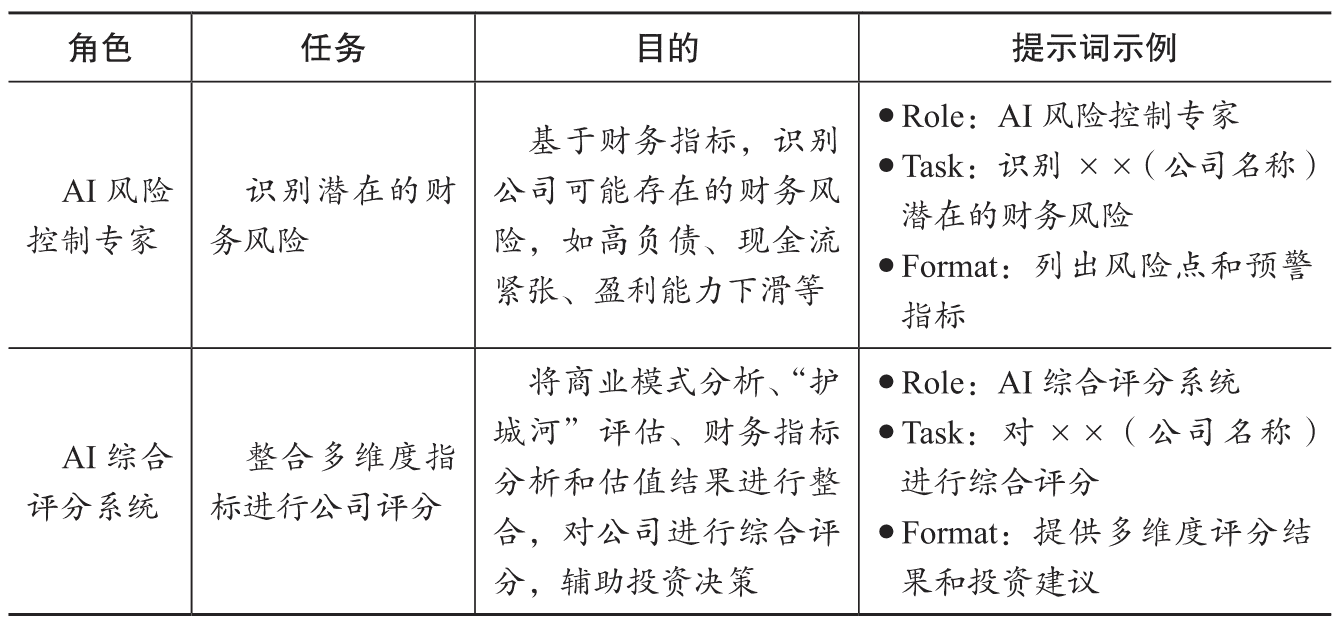 角色 任务 目的 提示词示例
AI 风险
控制专家
识别潜在的财
务风险
基于财务指标，识别
公司可能存在的财务风
险，如高负债、现金流
紧张、盈利能力下滑等
●Role：AI 风险控制专家
●Task：识别 ××（公司名称）
潜在的财务风险
●Format：列出风险点和预警
指标
AI 综合
评分系统
整合多维度指
标进行公司评分
将商业模式分析、“护
城河”评估、财务指标
分析和估值结果进行整
合，对公司进行综合评
分，辅助投资决策
●Role：AI 综合评分系统
●Task：对 ××（公司名称）
进行综合评分
●Format：提供多维度评分结
果和投资建议